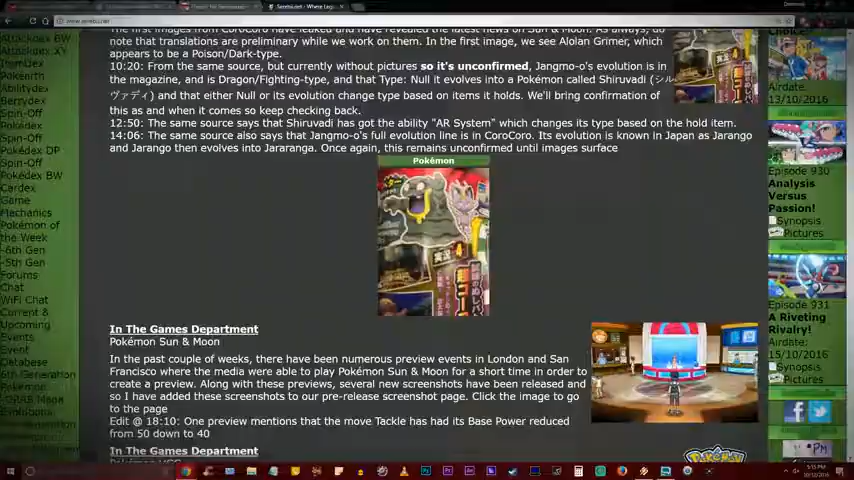 Serebii.net - Where Leg
www.serebii.net
Attackdex BW
Attackdex XY
ItemDex
Pokéarth
Abilitydex
Berrydex
Spin-Off
Pokédex
Spin-Off
Pokédex DP
Spin-Off
Pokédex BW
Cardex
Game
Mechanics
Pokémon of
the Week
-6th Gen
-5th Gen
Forums
Chat
WiFi Chat
Current &
Upcoming
Events
Event
Database
6th Generation
Pokémon
The first images from CoroCoro have leaked and have revealed the latest news on Sun & Moon. As always, do
note that translations are preliminary while we work on them. In the first image, we see Alolan Grimer, which
appears to be a Poison/Dark-type.
10:20: From the same source, but currently without pictures so it's unconfirmed, Jangmo-o's evolution is in
the magazine, and is Dragon/Fighting-type, and that Type: Null it evolves into a Pokémon called Shiruvadi (シル
ヴァディ) and that either Null or its evolution change type based on items it holds. We'll bring confirmation of
this as and when it comes so keep checking back.
12:50: The same source says that Shiruvadi has got the ability "AR System" which changes its type based on the hold item.
14:06: The same source also says that Jangmo-o's full evolution line is in CoroCoro. Its evolution is known in Japan as Jarango
and Jarango then evolves into Jararanga. Once again, this remains unconfirmed until images surface
Pokémon
In The Games Department
Pokémon Sun & Moon
In the past couple of weeks, there have been numerous preview events in London and San
Francisco where the media were able to play Pokémon Sun & Moon for a short time in order to
create a preview. Along with these previews, several new screenshots have been released and
so I have added these screenshots to our pre-release screenshot page. Click the image to go
to the page
Edit @ 18:10: One preview mentions that the move Tackle has had its Base Power reduced
from 50 down to 40
In The Games Department
Pokémon
Choice!
Airdate:
13/10/2016
Episode 930
Analysis
Versus
Passion!
Synopsis
Pictures
Episode 931
A Riveting
Rivalry!
Airdate:
15/10/2016
Synopsis
Pictures